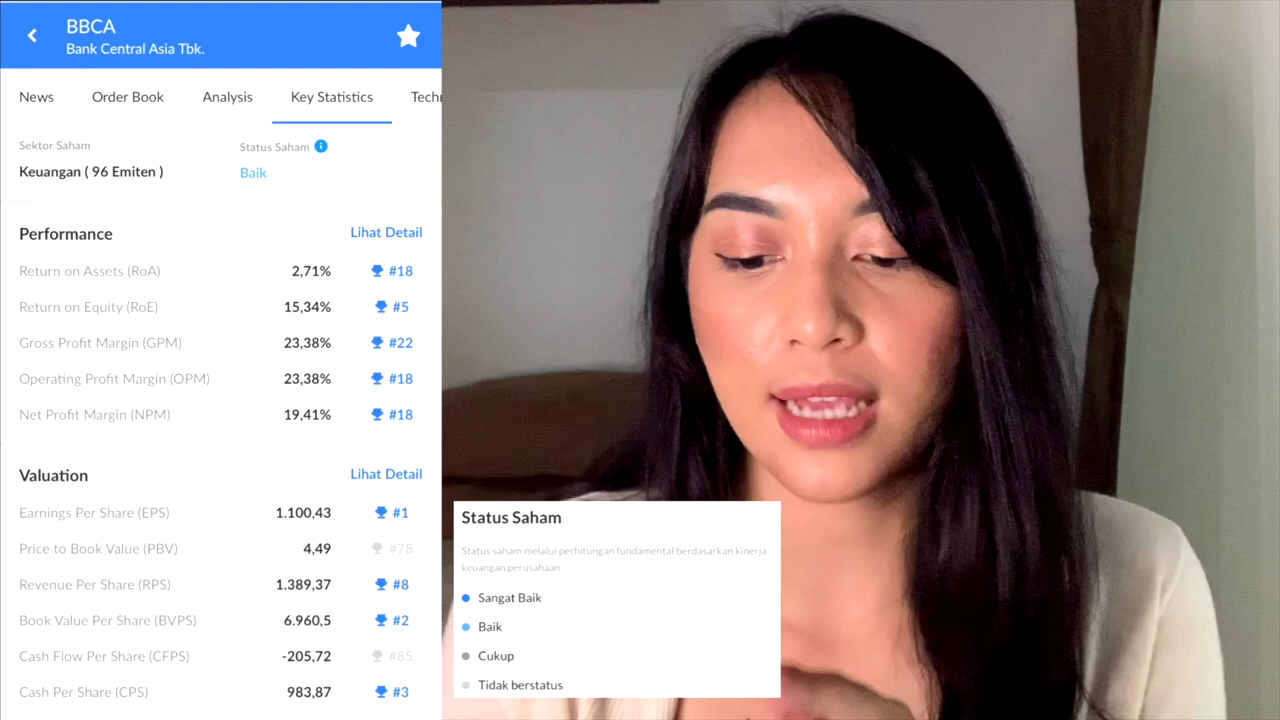 BBCA
Bank Central Asia Tbk.
News Order Book Analysis Key Statistics Techn
Sektor Saham Status Saham i
Keuangan ( 96 Emiten ) Baik
Performance Lihat Detail
Return on Assets (RoA) 2,71% #18
Return on Equity (RoE) 15,34% #5
Gross Profit Margin (GPM) 23,38% #22
Operating Profit Margin (OPM) 23,38% #18
Net Profit Margin (NPM) 19,41% #18
Valuation Lihat Detail
Earnings Per Share (EPS) 1.100,43 #1
Price to Book Value (PBV) 4,49 #78
Revenue Per Share (RPS) 1.389,37 #8
Book Value Per Share (BVPS) 6.960,5 #2
Cash Flow Per Share (CFPS) -205,72 #85
Cash Per Share (CPS) 983,87 #3
Status Saham
Status saham melalui perhitungan fundamental berdasarkan kinerja
keuangan perusahaan.
Sangat Baik
Baik
Cukup
Tidak berstatus